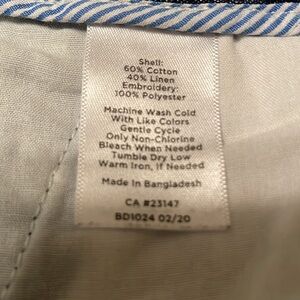 Shell:
60% Cotton
40% Linen
Embroidery:
100% Polyester
Machine Wash Cold
With Like Colors
Gentle Cycle
Only Non-Chlorine
Bleach When Needed
Tumble Dry Low
Warm Iron, If Needed
Made in Bangladesh
CA #23147
BD1024 02/20